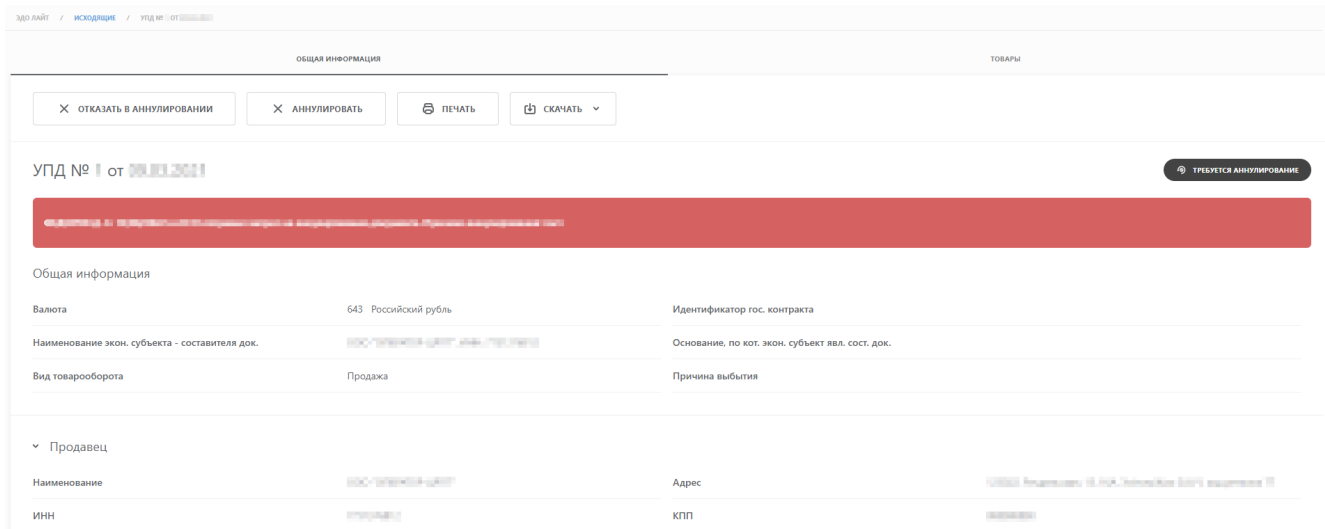 ЭДО ЛАЙТ / ИСХОДЯЩИЕ / УПД № ОТ
ОБЩАЯ ИНФОРМАЦИЯ ТОВАРЫ
ОТКАЗАТЬ В АННУЛИРОВАНИИ АННУЛИРОВАТЬ ПЕЧАТЬ СКАЧАТЬ
УПД № от ТРЕБУЕТСЯ АННУЛИРОВАНИЕ
Общая информация
Валюта 643 Российский рубль Идентификатор гос. контракта
Наименование экон. субъекта - составителя док. Основание, по кот. экон. субъект явл. сост. док.
Вид товарооборота Продажа Причина выбытия
Продавец
Наименование Адрес
ИНН КПП